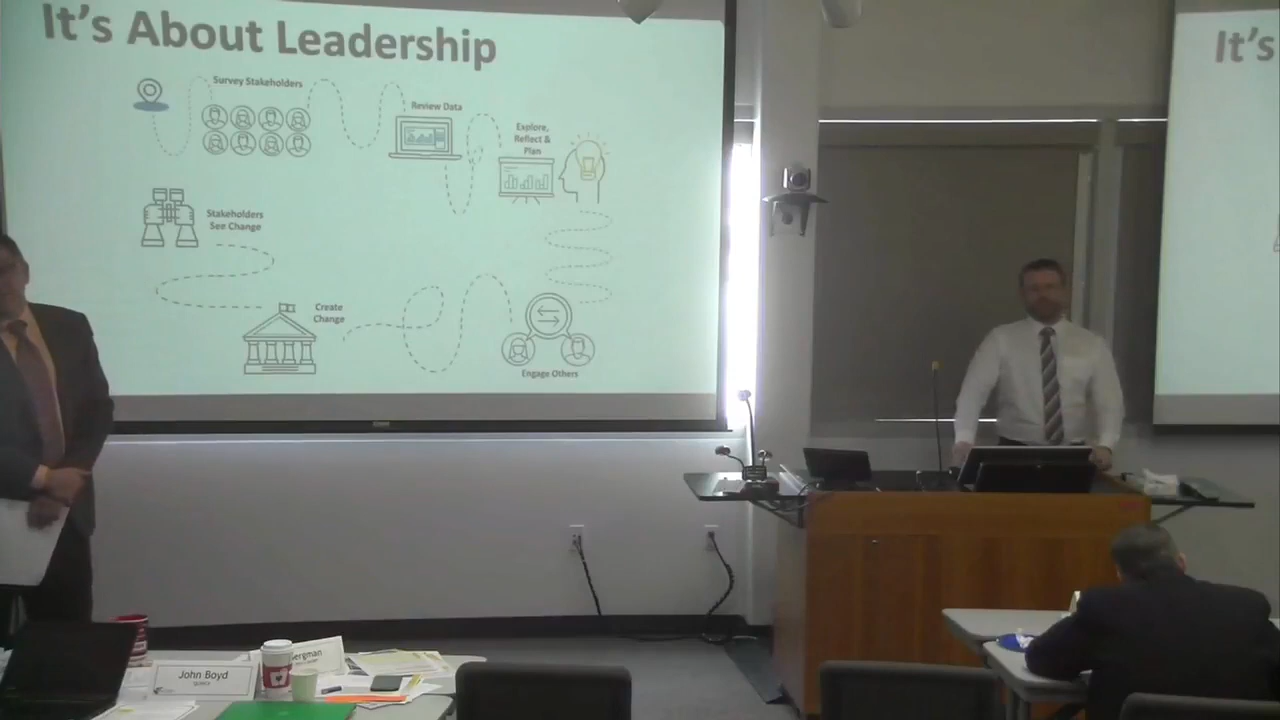 It's About Leadership
It's
Survey Stakeholders
Review Data
Explore,
Reflect &
Plan
Stakeholders
See Change
Create
Change
Engage Others
ergman
John Boyd